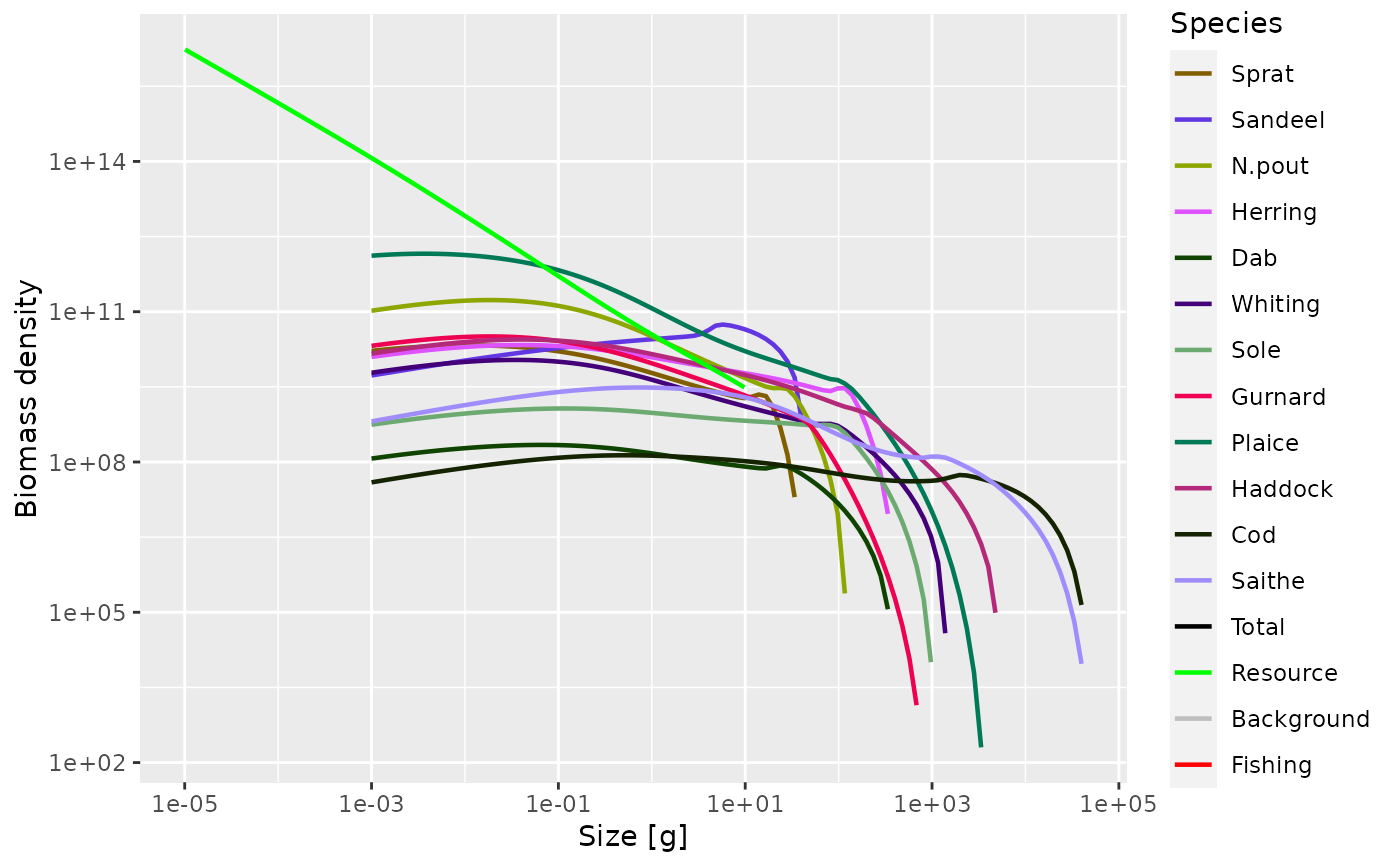 1e+14
1e+11
1e+08
1e+05
1e+02
Biomass density
1e-05 1e-03 1e-01 1e+01 1e+03 1e+05
Size [g]
Species
Sprat
Sandeel
N.pout
Herring
Dab
Whiting
Sole
Gurnard
Plaice
Haddock
Cod
Saithe
Total
Resource
Background
Fishing